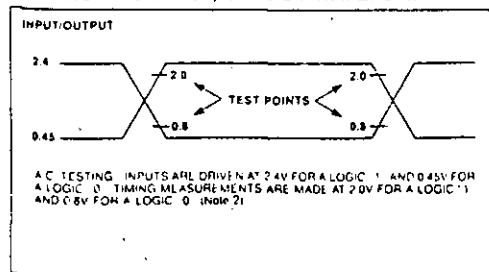 INPUT/OUTPUT
2.4
2.0
2.0
TEST POINTS
0.8
0.8
0.45
A.C. TESTING: INPUTS ARE DRIVEN AT 2.4V FOR A LOGIC "1" AND 0.45V FOR
A LOGIC "0". TIMING MEASUREMENTS ARE MADE AT 2.0V FOR A LOGIC "1"
AND 0.8V FOR A LOGIC "0". (Note 2)